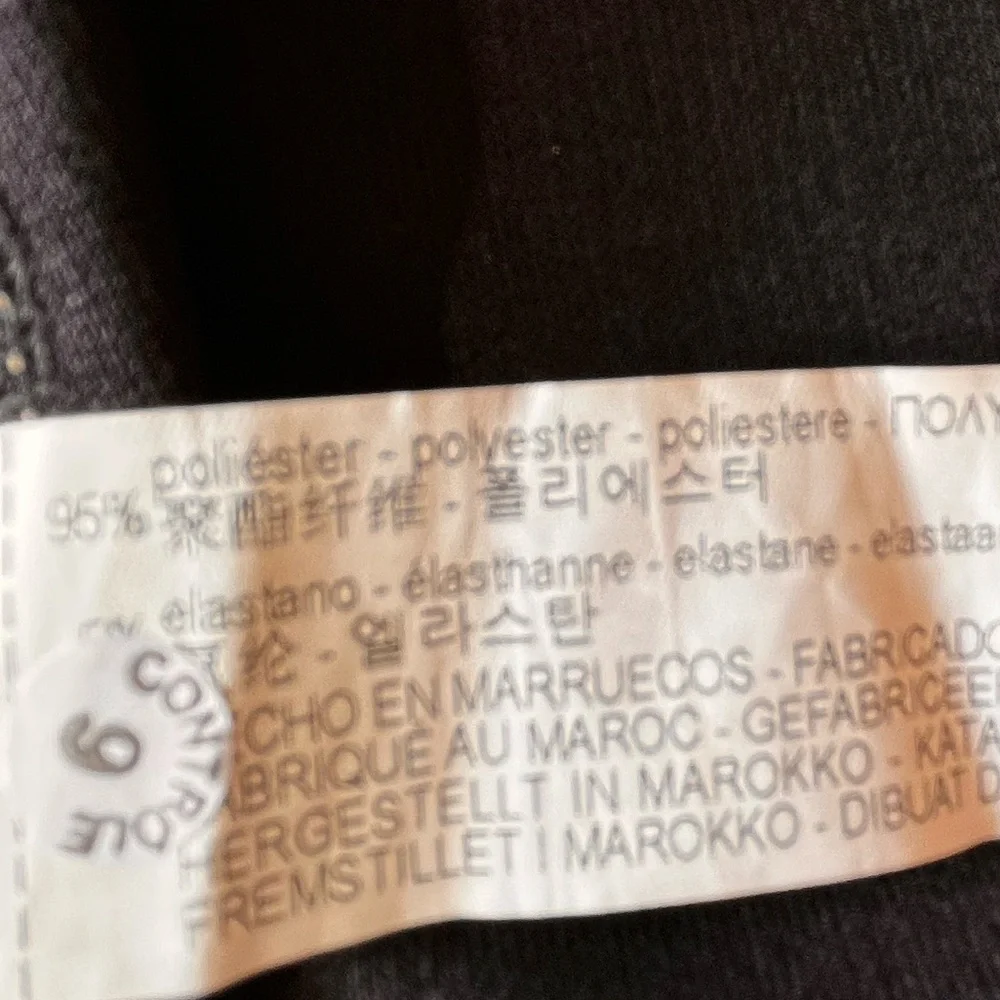 poliéster - polyester - poliestere - ΠΟΛΥ
95% 聚酯纤维 - 폴리에스터
elastano - élasthanne - elastane - elastaa
纶 - 엘라스탄
CHO EN MARRUECOS - FABRICADO
ABRIQUE AU MAROC - GEFABRICEE
HERGESTELLT IN MAROKKO - KATA
FREMSTILLET I MAROKKO - DIBUAT D
CONTROLE
9